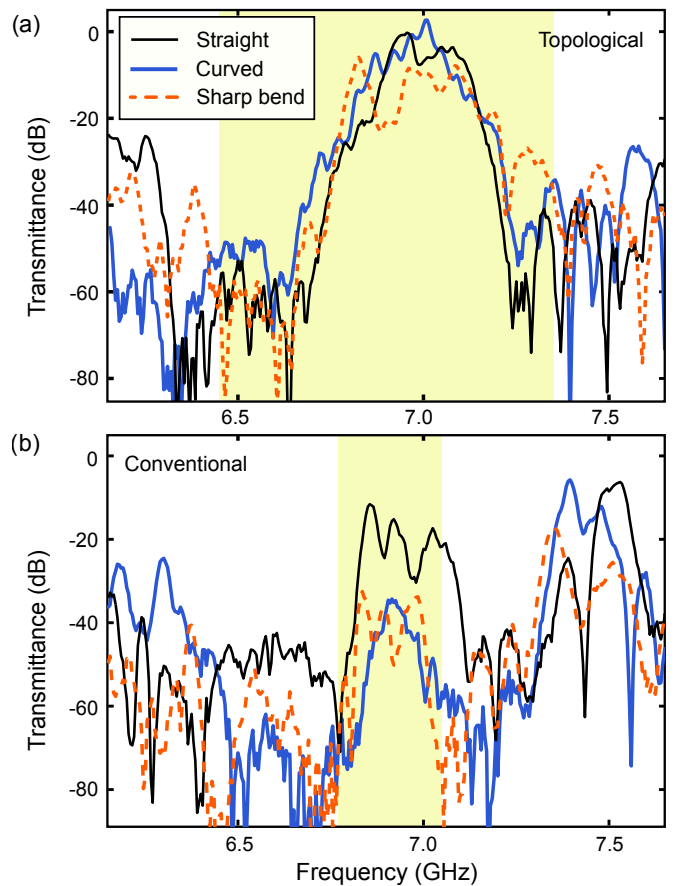 (a)
Straight
Curved
Sharp bend
Topological
Transmittance (dB)
0
-20
-40
-60
-80
6.5 7.0 7.5
(b)
Conventional
Transmittance (dB)
0
-20
-40
-60
-80
6.5 7.0 7.5
Frequency (GHz)